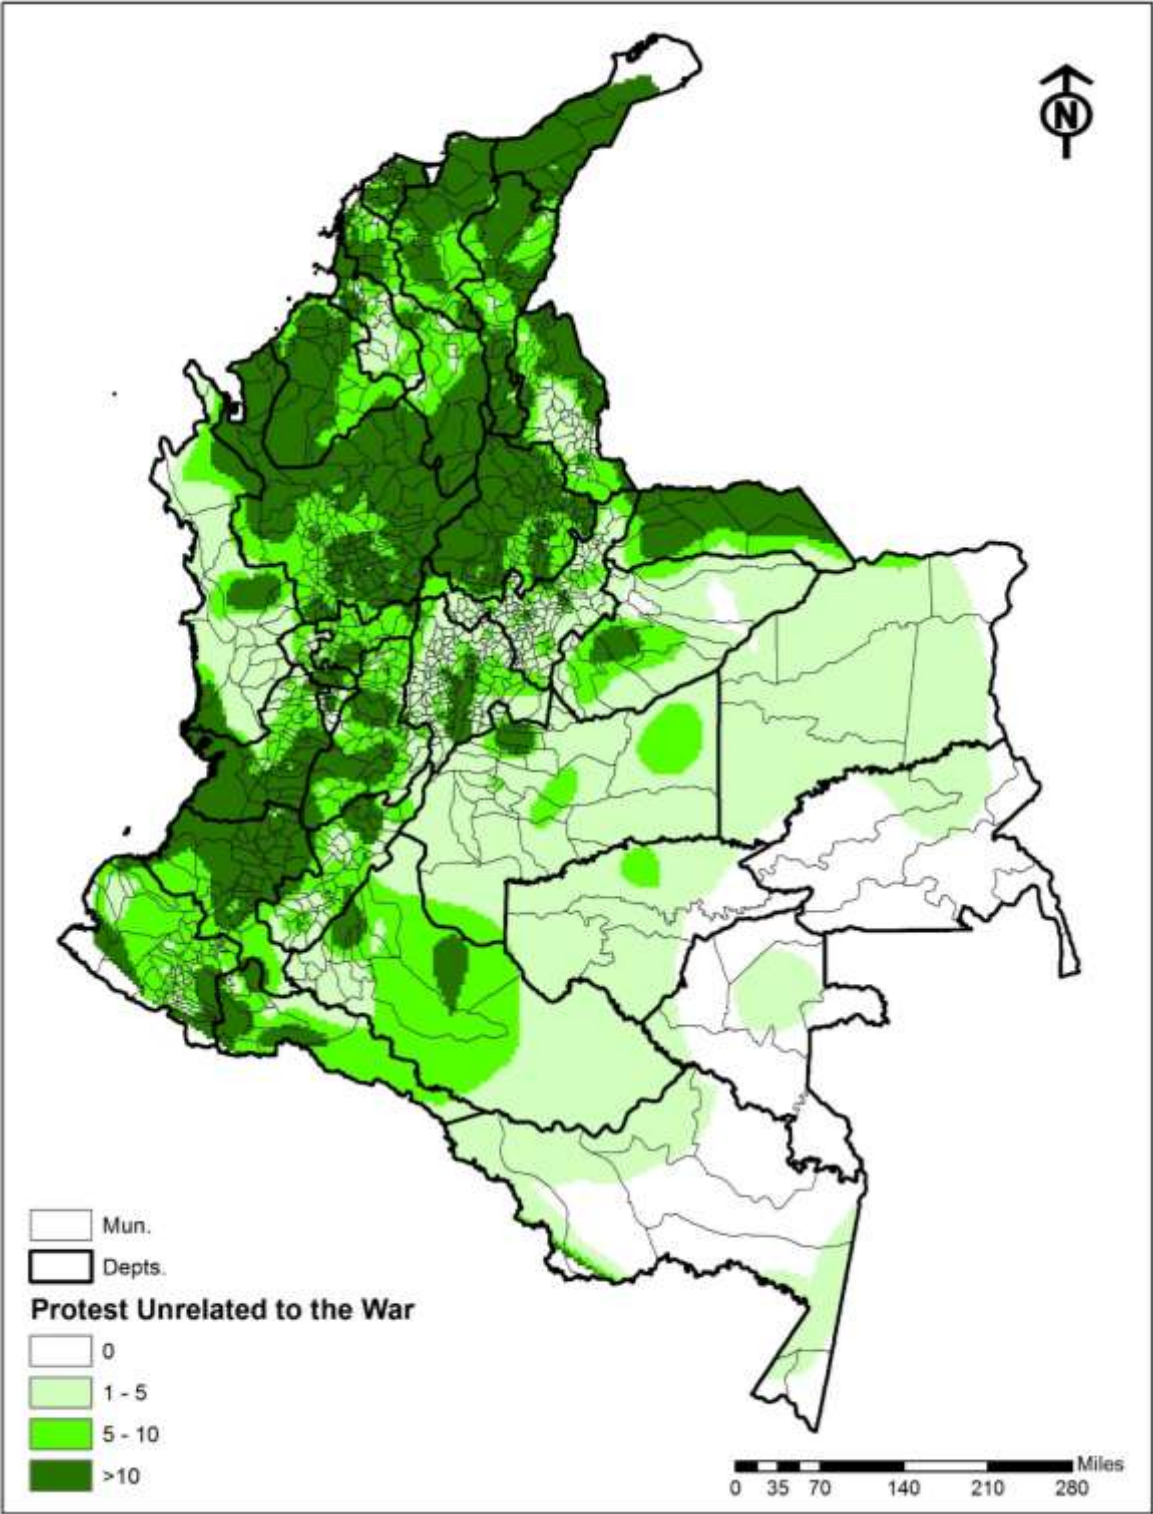 N
Mun.
Depts.
Protest Unrelated to the War
0
1 - 5
5 - 10
>10
Miles
0 35 70 140 210 280